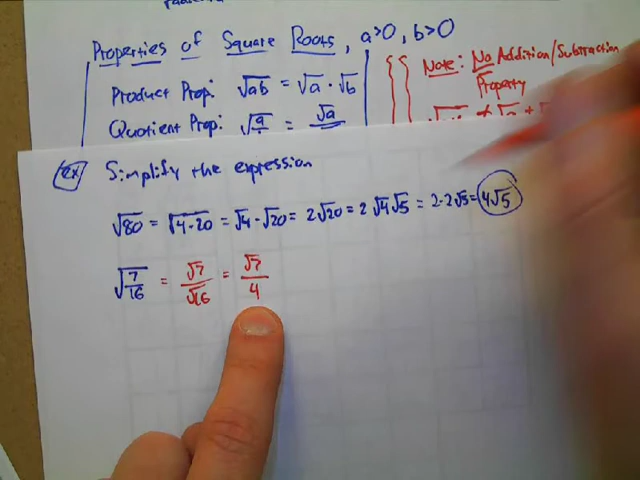 Properties of Square Roots, a>0, b>0
Note: No Addition/Subtraction
Property
Product Prop: √ab = √a · √b
Quotient Prop: √a = √a
ex Simplify the expression
√80 = √4·20 = √4·√20 = 2√20 = 2√4√5 = 2·2√5 = 4√5
√7/16 = √7/√16 = √7/4